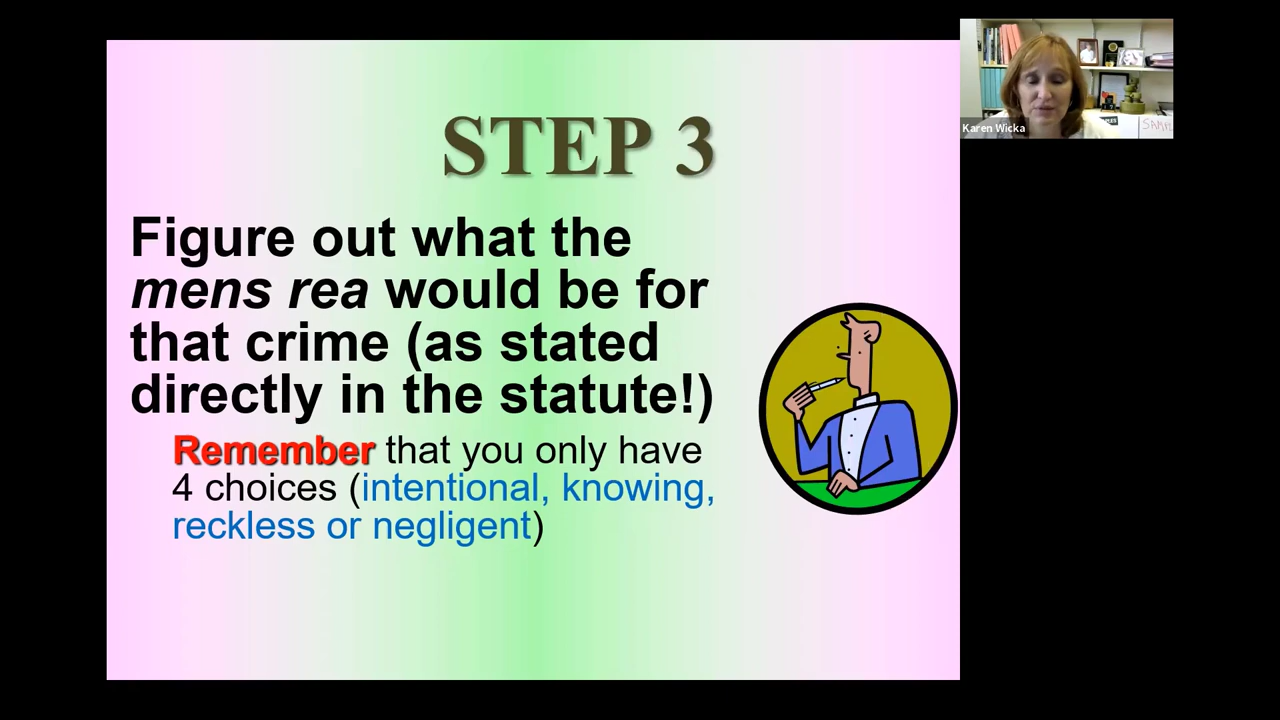 STEP 3
Figure out what the
mens rea would be for
that crime (as stated
directly in the statute!)
Remember that you only have
4 choices (intentional, knowing,
reckless or negligent)
Karen Wicka